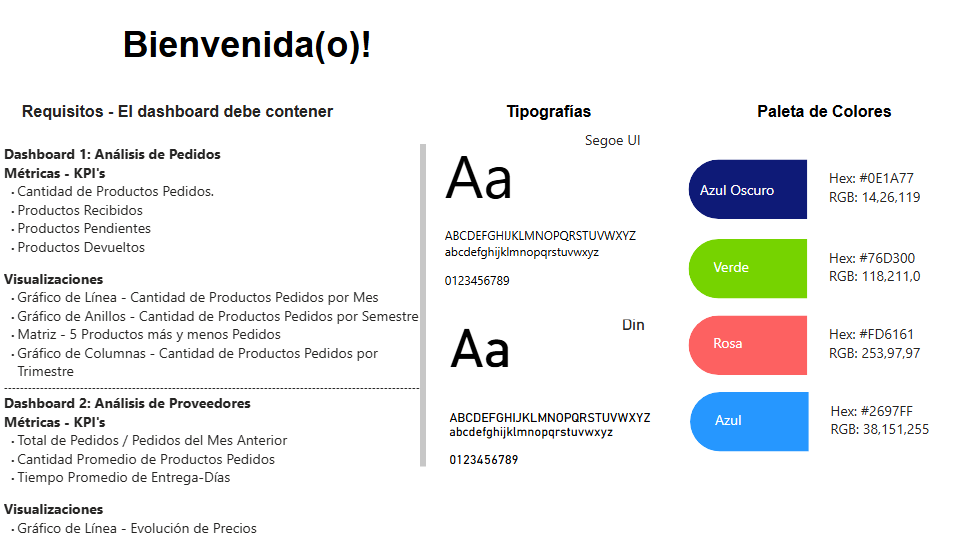 Bienvenida(o)!
Requisitos - El dashboard debe contener
Dashboard 1: Análisis de Pedidos
Métricas - KPI's
• Cantidad de Productos Pedidos.
• Productos Recibidos
• Productos Pendientes
• Productos Devueltos
Visualizaciones
• Gráfico de Línea - Cantidad de Productos Pedidos por Mes
• Gráfico de Anillos - Cantidad de Productos Pedidos por Semestre
• Matriz - 5 Productos más y menos Pedidos
• Gráfico de Columnas - Cantidad de Productos Pedidos por
Trimestre
Dashboard 2: Análisis de Proveedores
Métricas - KPI's
• Total de Pedidos / Pedidos del Mes Anterior
• Cantidad Promedio de Productos Pedidos
• Tiempo Promedio de Entrega-Días
Visualizaciones
• Gráfico de Línea - Evolución de Precios
Tipografías
Segoe UI
Aa
ABCDEFGHIJKLMNOPQRSTUVWXYZ
abcdefghijklmnopqrstuvwxyz
0123456789
Din
Aa
ABCDEFGHIJKLMNOPQRSTUVWXYZ
abcdefghijklmnopqrstuvwxyz
0123456789
Paleta de Colores
Azul Oscuro
Hex: #0E1A77
RGB: 14,26,119
Verde
Hex: #76D300
RGB: 118,211,0
Rosa
Hex: #FD6161
RGB: 253,97,97
Azul
Hex: #2697FF
RGB: 38,151,255